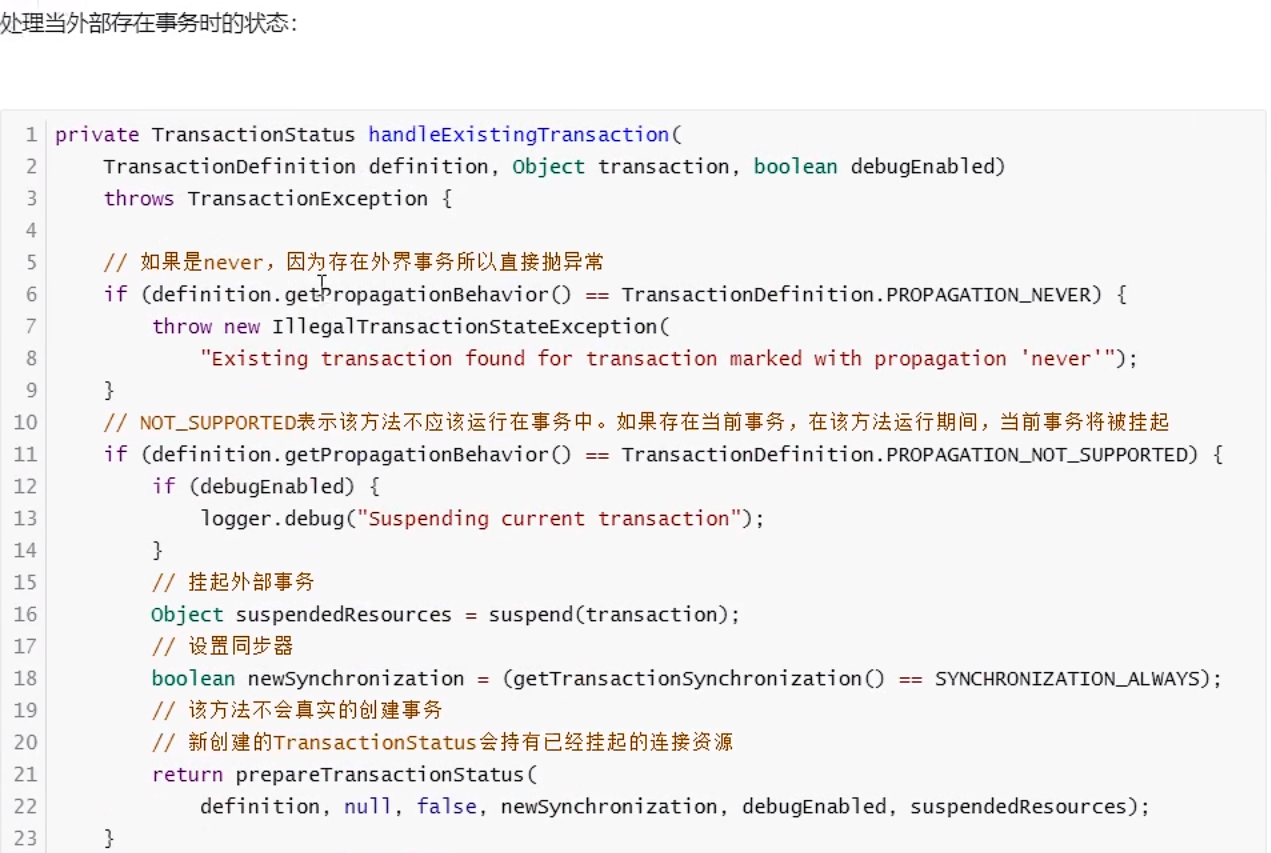 处理当外部存在事务时的状态：
1 private TransactionStatus handleExistingTransaction(
2 TransactionDefinition definition, Object transaction, boolean debugEnabled)
3 throws TransactionException {
4
5 // 如果是never，因为存在外界事务所以直接抛异常
6 if (definition.getPropagationBehavior() == TransactionDefinition.PROPAGATION_NEVER) {
7 throw new IllegalTransactionStateException(
8 "Existing transaction found for transaction marked with propagation 'never'");
9 }
10 // NOT_SUPPORTED表示该方法不应该运行在事务中。如果存在当前事务，在该方法运行期间，当前事务将被挂起
11 if (definition.getPropagationBehavior() == TransactionDefinition.PROPAGATION_NOT_SUPPORTED) {
12 if (debugEnabled) {
13 logger.debug("Suspending current transaction");
14 }
15 // 挂起外部事务
16 Object suspendedResources = suspend(transaction);
17 // 设置同步器
18 boolean newSynchronization = (getTransactionSynchronization() == SYNCHRONIZATION_ALWAYS);
19 // 该方法不会真实的创建事务
20 // 新创建的TransactionStatus会持有已经挂起的连接资源
21 return prepareTransactionStatus(
22 definition, null, false, newSynchronization, debugEnabled, suspendedResources);
23 }